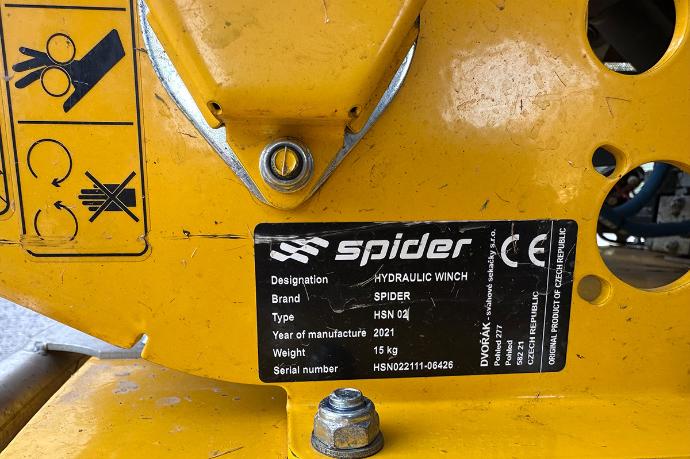 spider
Designation HYDRAULIC WINCH
Brand SPIDER
Type HSN 02
Year of manufacture 2021
Weight 15 kg
Serial number HSN022111-06426
DVOŘÁK - svahové sekačky s.r.o.
Pohled 277
Pohled
582 21
CZECH REPUBLIC
CE
ORIGINAL PRODUCT OF CZECH REPUBLIC